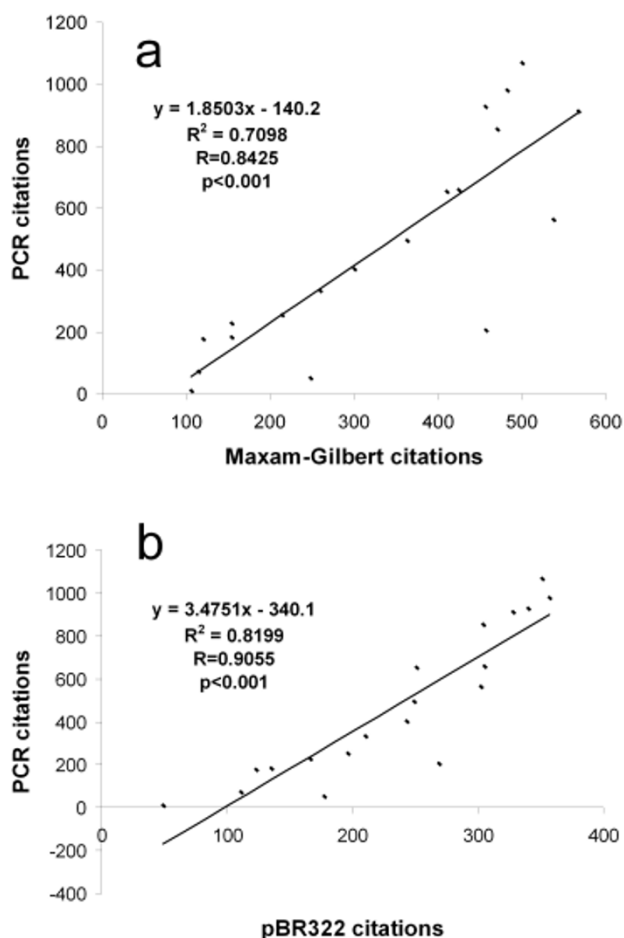 a
1200
1000
800
600
400
200
0
y = 1.8503x - 140.2
R² = 0.7098
R=0.8425
p<0.001
PCR citations
0 100 200 300 400 500 600
Maxam-Gilbert citations
b
1200
1000
800
600
400
200
0
-200
-400
y = 3.4751x - 340.1
R² = 0.8199
R=0.9055
p<0.001
PCR citations
0 100 200 300 400
pBR322 citations